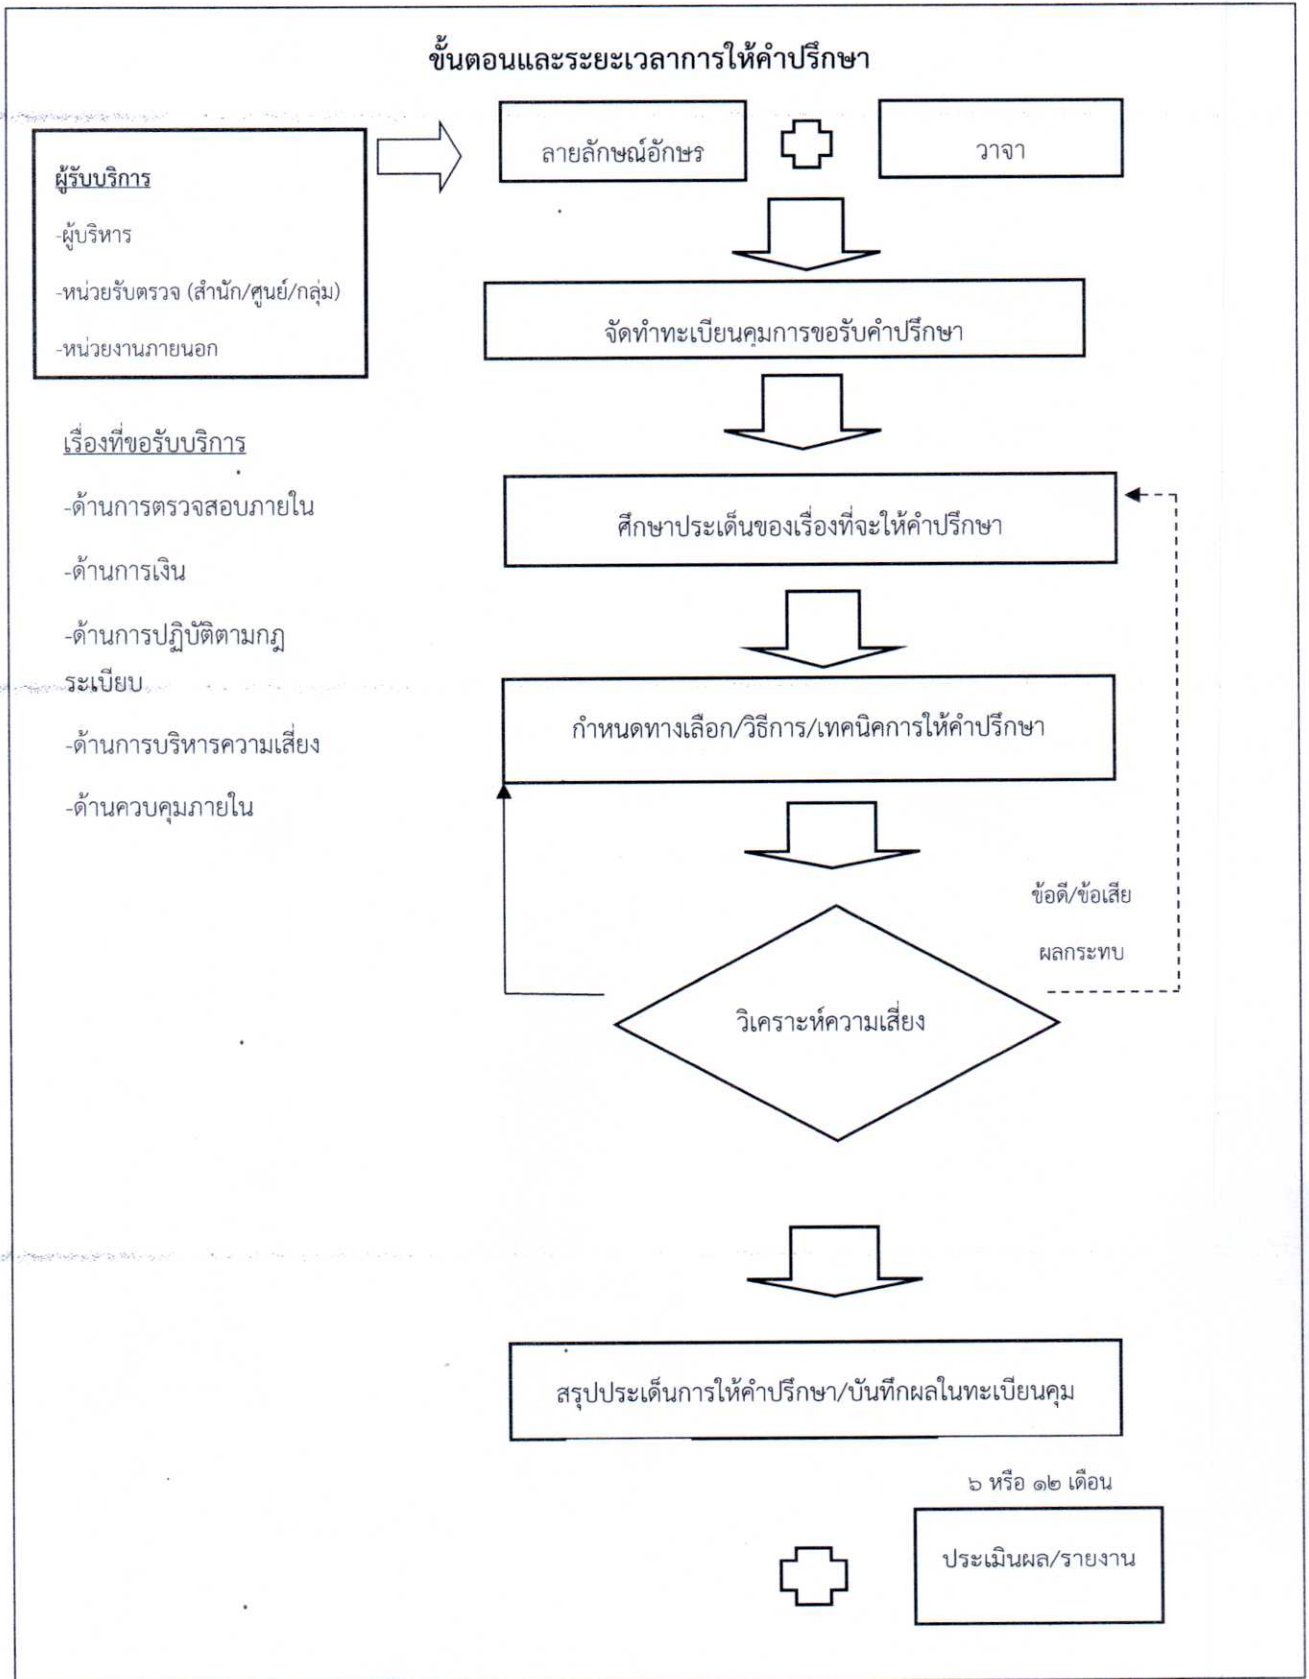 ขั้นตอนและระยะเวลาการให้คำปรึกษา
ผู้รับบริการ
-ผู้บริหาร
-หน่วยรับตรวจ (สำนัก/ศูนย์/กลุ่ม)
-หน่วยงานภายนอก
ลายลักษณ์อักษร
วาจา
จัดทำทะเบียนคุมการขอรับคำปรึกษา
เรื่องที่ขอรับบริการ
-ด้านการตรวจสอบภายใน
-ด้านการเงิน
-ด้านการปฏิบัติตามกฎ
ระเบียบ
-ด้านการบริหารความเสี่ยง
-ด้านควบคุมภายใน
ศึกษาประเด็นของเรื่องที่จะให้คำปรึกษา
กำหนดทางเลือก/วิธีการ/เทคนิคการให้คำปรึกษา
ข้อดี/ข้อเสีย
ผลกระทบ
วิเคราะห์ความเสี่ยง
สรุปประเด็นการให้คำปรึกษา/บันทึกผลในทะเบียนคุม
๖ หรือ ๑๒ เดือน
ประเมินผล/รายงาน